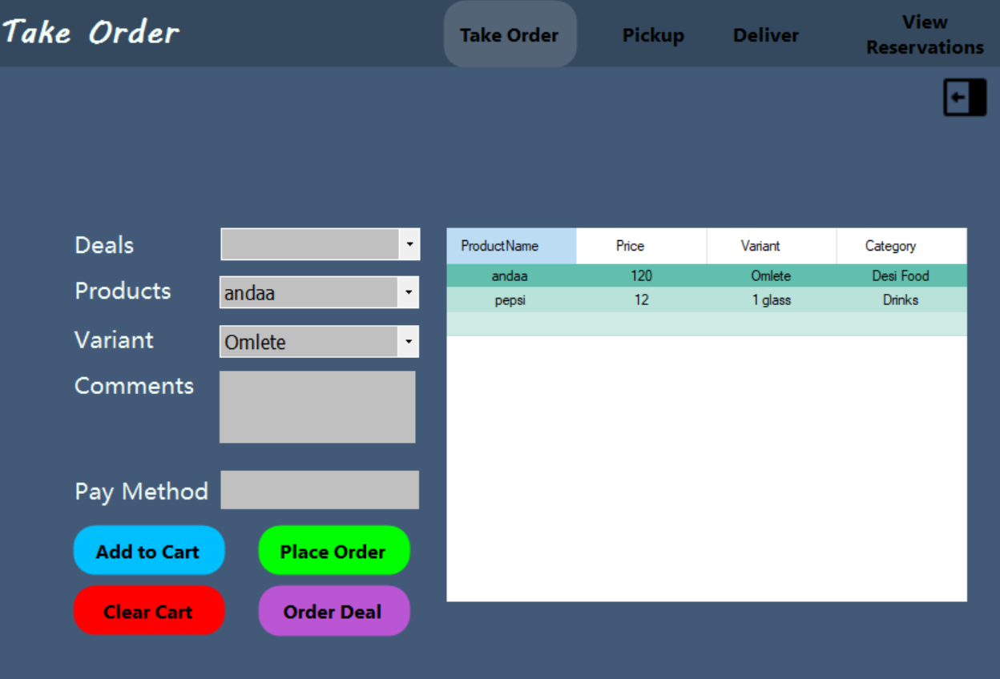 Take Order
Take Order
Pickup
Deliver
View
Reservations
Deals
Products
andaa
Variant
Omlete
Comments
Pay Method
Add to Cart
Place Order
Clear Cart
Order Deal
ProductName Price Variant Category
andaa 120 Omlete Desi Food
pepsi 12 1 glass Drinks